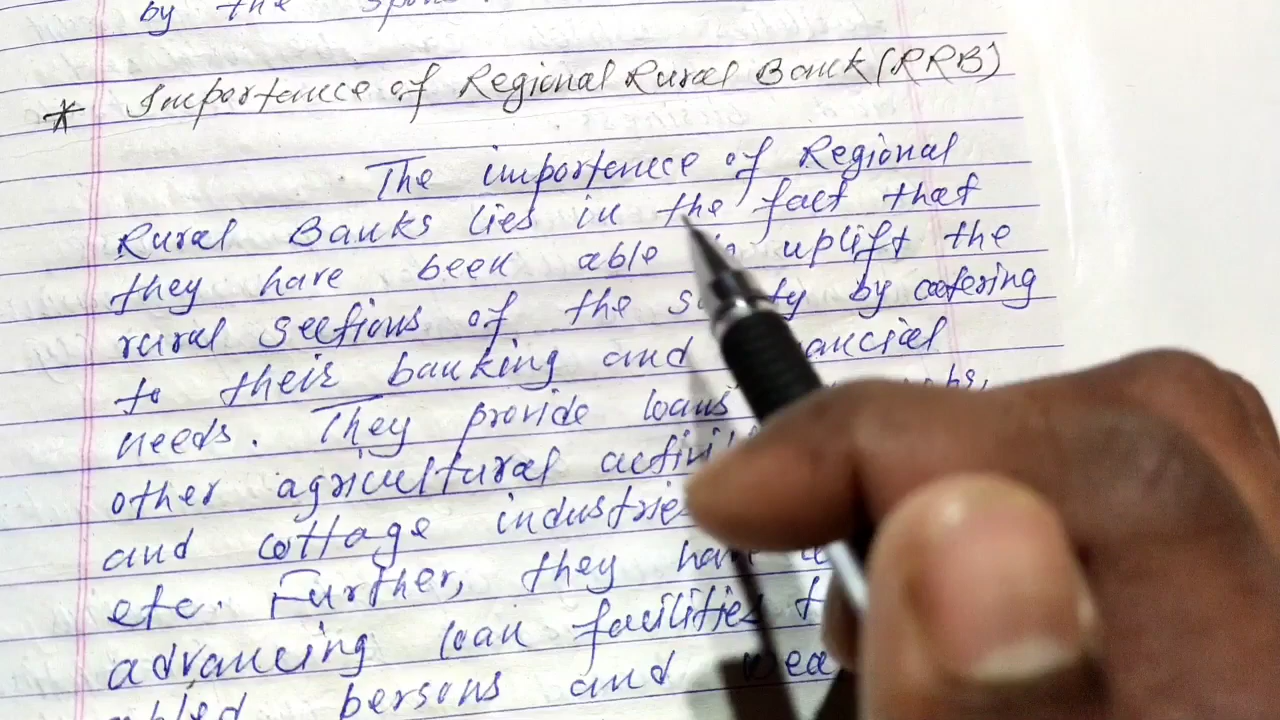 by the
* Importance of Regional Rural Bank (RRB)
The importance of Regional
Rural Banks lies in the fact that
they have been able uplift the
rural sections of the by catering
to their banking and
needs. They provide loans
other agricultural
and cottage industries
etc. Further, they have
advancing loan facilities
persons and